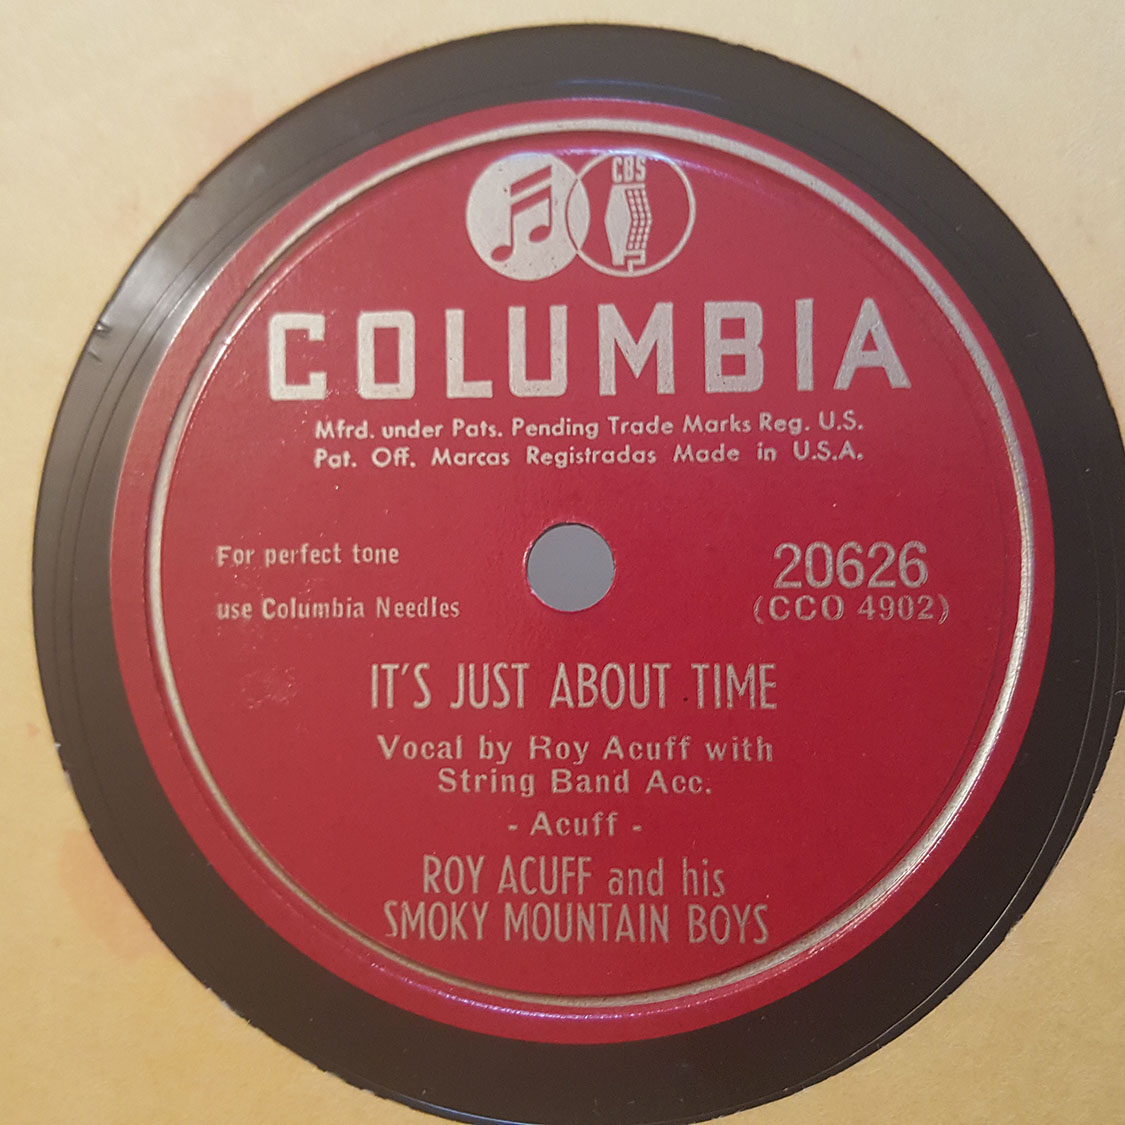 CBS
COLUMBIA
Mfrd. under Pats. Pending Trade Marks Reg. U.S.
Pat. Off. Marcas Registradas Made in U.S.A.
For perfect tone
use Columbia Needles
20626
(CCO 4902)
IT'S JUST ABOUT TIME
Vocal by Roy Acuff with
String Band Acc.
- Acuff -
ROY ACUFF and his
SMOKY MOUNTAIN BOYS